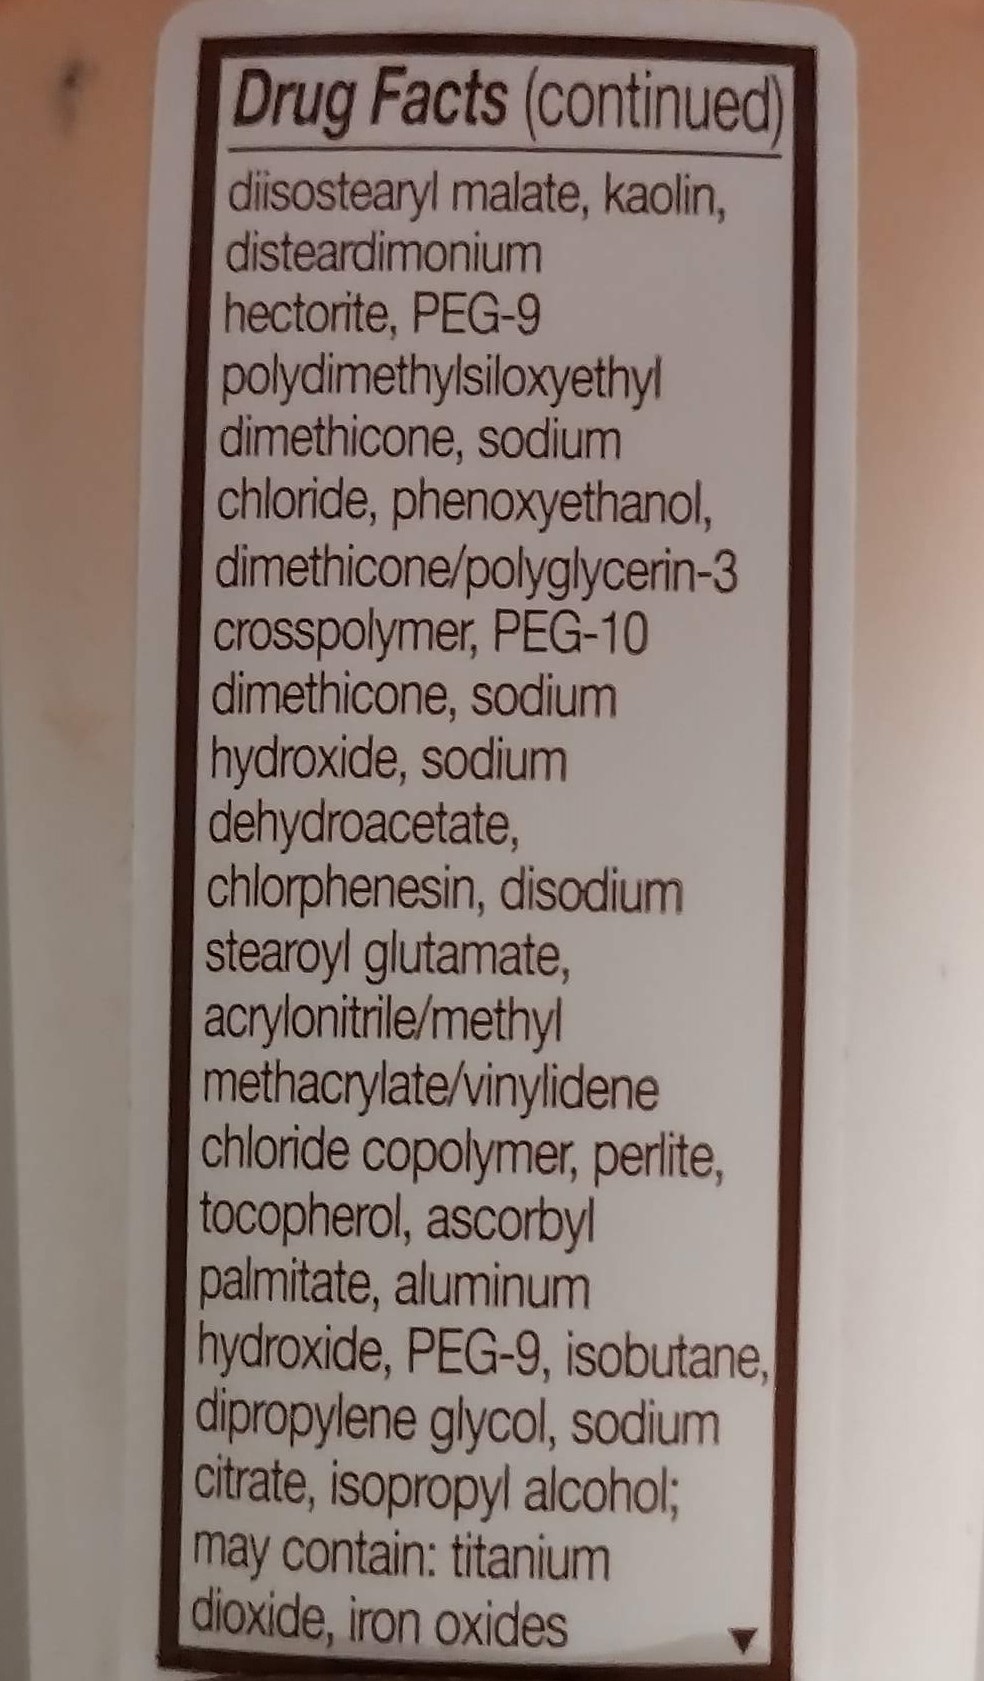 Drug Facts (continued)
diisostearyl malate, kaolin,
disteardimonium
hectorite, PEG-9
polydimethylsiloxyethyl
dimethicone, sodium
chloride, phenoxyethanol,
dimethicone/polyglycerin-3
crosspolymer, PEG-10
dimethicone, sodium
hydroxide, sodium
dehydroacetate,
chlorphenesin, disodium
stearoyl glutamate,
acrylonitrile/methyl
methacrylate/vinylidene
chloride copolymer, perlite,
tocopherol, ascorbyl
palmitate, aluminum
hydroxide, PEG-9, isobutane,
dipropylene glycol, sodium
citrate, isopropyl alcohol;
may contain: titanium
dioxide, iron oxides